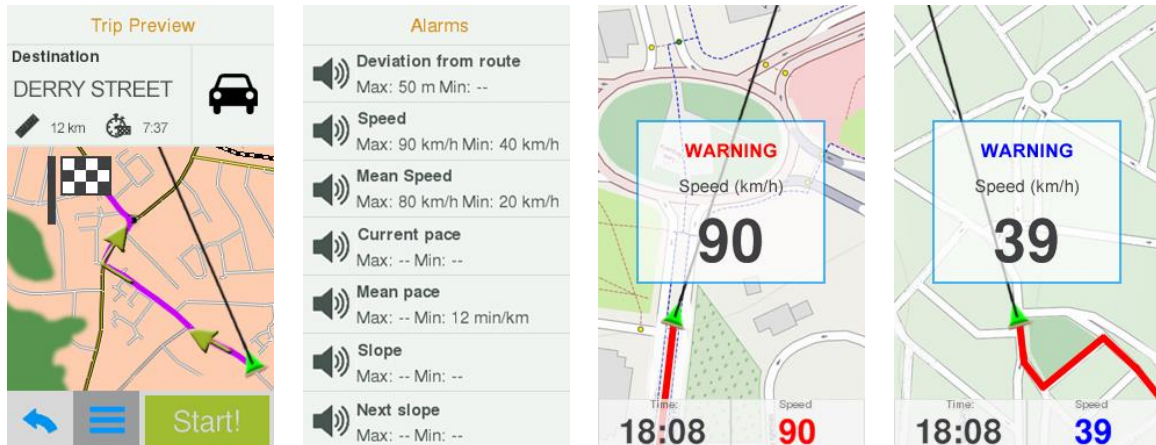 Trip Preview
Destination
DERRY STREET
12 km 7:37
Start!
Alarms
Deviation from route
Max: 50 m Min: --
Speed
Max: 90 km/h Min: 40 km/h
Mean Speed
Max: 80 km/h Min: 20 km/h
Current pace
Max: -- Min: --
Mean pace
Max: -- Min: 12 min/km
Slope
Max: -- Min: --
Next slope
Max: -- Min: --
WARNING
Speed (km/h)
90
Time: Speed
18:08 90
WARNING
Speed (km/h)
39
Time: Speed
18:08 39